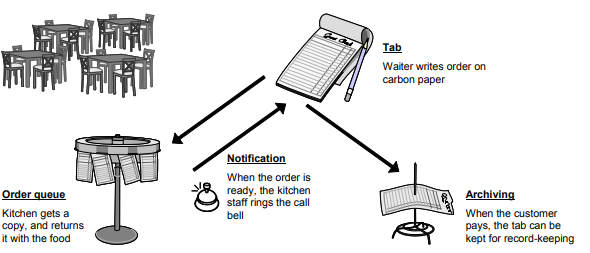 Guest Check
Tab
Waiter writes order on
carbon paper
Notification
When the order is
ready, the kitchen
staff rings the call
bell
Order queue
Kitchen gets a
copy, and returns
it with the food
Archiving
When the customer
pays, the tab can be
kept for record-keeping